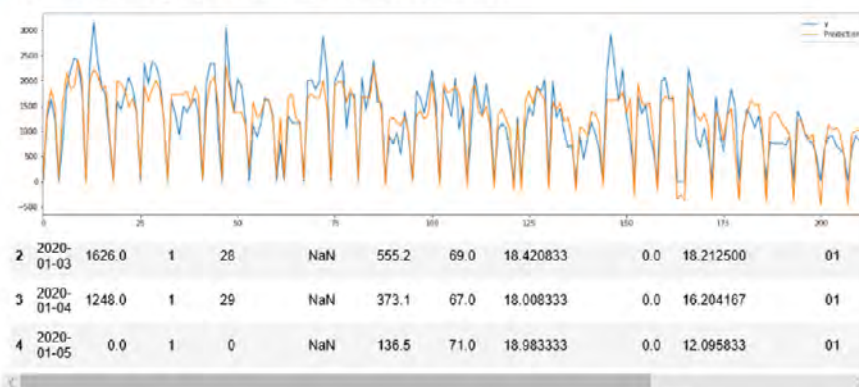 y
Prediction
3000
2500
2000
1500
1000
500
0
−500
0 25 50 75 100 125 150 175 200
2 2020-01-03 1626.0 1 28 NaN 555.2 69.0 18.420833 0.0 18.212500 01
3 2020-01-04 1248.0 1 29 NaN 373.1 67.0 18.008333 0.0 16.204167 01
4 2020-01-05 0.0 1 0 NaN 136.5 71.0 18.983333 0.0 12.095833 01